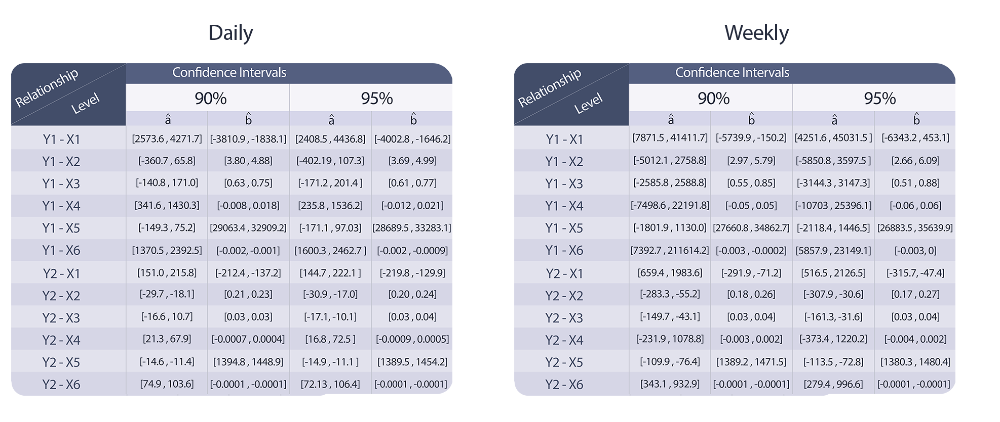 Daily
Relationship
Level
Confidence Intervals
90% 95%
â b̂ â b̂
Y1 - X1 [2573.6 , 4271.7] [-3810.9 , -1838.1] [2408.5 , 4436.8] [-4002.8 , -1646.2]
Y1 - X2 [-360.7 , 65.8] [3.80 , 4.88] [-402.19 , 107.3] [3.69 , 4.99]
Y1 - X3 [-140.8 , 171.0] [0.63 , 0.75] [-171.2 , 201.4 ] [0.61 , 0.77]
Y1 - X4 [341.6 , 1430.3] [-0.008 , 0.018] [235.8 , 1536.2] [-0.012 , 0.021]
Y1 - X5 [-149.3 , 75.2] [29063.4 , 32909.2] [-171.1 , 97.03] [28689.5 , 33283.1]
Y1 - X6 [1370.5 , 2392.5] [-0.002, -0.001] [1600.3 , 2462.7 ] [-0.002 , -0.0009]
Y2 - X1 [151.0 , 215.8] [-212.4 , -137.2] [144.7 , 222.1 ] [-219.8 , -129.9]
Y2 - X2 [-29.7 , -18.1] [0.21 , 0.23] [-30.9 , -17.0] [0.20 , 0.24]
Y2 - X3 [-16.6 , 10.7] [0.03 , 0.03] [-17.1, -10.1] [0.03 , 0.04]
Y2 - X4 [21.3 , 67.9] [-0.0007 , 0.0004] [16.8 , 72.5 ] [-0.0009 , 0.0005]
Y2 - X5 [-14.6 , -11.4] [1394.8 , 1448.9] [-14.9 , -11.1 ] [1389.5 , 1454.2]
Y2 - X6 [74.9 , 103.6] [-0.0001 , -0.0001] [72.13 , 106.4] [-0.0001 , -0.0001]
Weekly
Relationship
Level
Confidence Intervals
90% 95%
â b̂ â b̂
Y1 - X1 [7871.5 , 41411.7] [-5739.9 , -150.2] [4251.6 , 45031.5 ] [-6343.2 , 453.1]
Y1 - X2 [-5012.1 , 2758.8] [2.97 , 5.79] [-5850.8 , 3597.5 ] [2.66 , 6.09]
Y1 - X3 [-2585.8 , 2588.8] [0.55 , 0.85] [-3144.3 , 3147.3] [0.51 , 0.88]
Y1 - X4 [-7498.6 , 22191.8] [-0.05 , 0.05] [-10703 , 25396.1] [-0.06 , 0.06]
Y1 - X5 [-1801.9 , 1130.0] [27660.8 , 34862.7] [-2118.4 , 1446.5] [26883.5 , 35639.9]
Y1 - X6 [7392.7 , 211614.2] [-0.003 , -0.0002] [5857.9 , 23149.1] [-0.003 , 0]
Y2 - X1 [659.4 , 1983.6] [-291.9 , -71.2] [516.5 , 2126.5] [-315.7, -47.4]
Y2 - X2 [-283.3 , -55.2] [0.18 , 0.26] [-307.9 , -30.6] [0.17 , 0.27]
Y2 - X3 [-149.7 , -43.1] [0.03 , 0.04] [-161.3, -31.6] [0.03 , 0.04]
Y2 - X4 [-231.9 , 1078.8] [-0.003 , 0.002] [-373.4 , 1220.2] [-0.004 , 0.002]
Y2 - X5 [-109.9 , -76.4] [1389.2 , 1471.5] [-113.5 , -72.8] [1380.3 , 1480.4]
Y2 - X6 [343.1 , 932.9] [-0.0001 , -0.0001] [279.4 , 996.6] [-0.0001 , -0.0001]